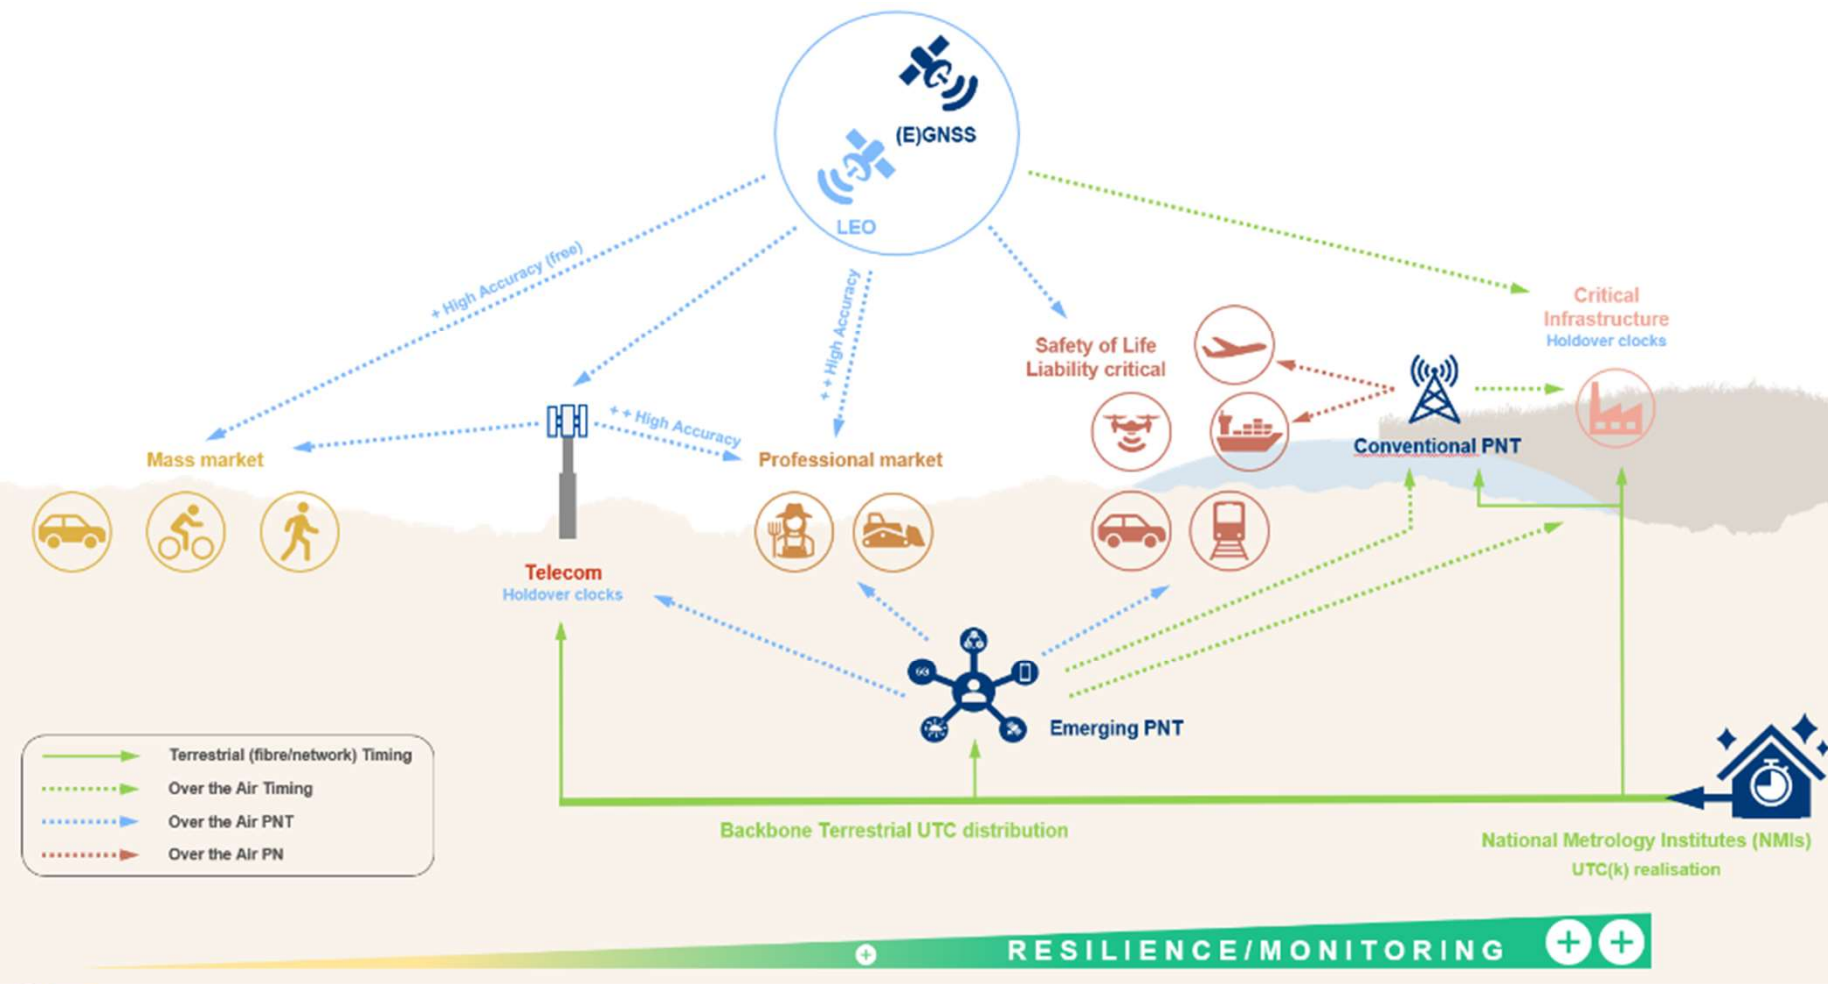 (E)GNSS
LEO
+ High Accuracy (free)
+ + High Accuracy
+ + High Accuracy
Critical
Infrastructure
Holdover clocks
Safety of Life
Liability critical
Conventional PNT
Mass market
Professional market
Telecom
Holdover clocks
Emerging PNT
Terrestrial (fibre/network) Timing
Over the Air Timing
Over the Air PNT
Over the Air PN
Backbone Terrestrial UTC distribution
National Metrology Institutes (NMIs)
UTC(k) realisation
+ RESILIENCE/MONITORING + +